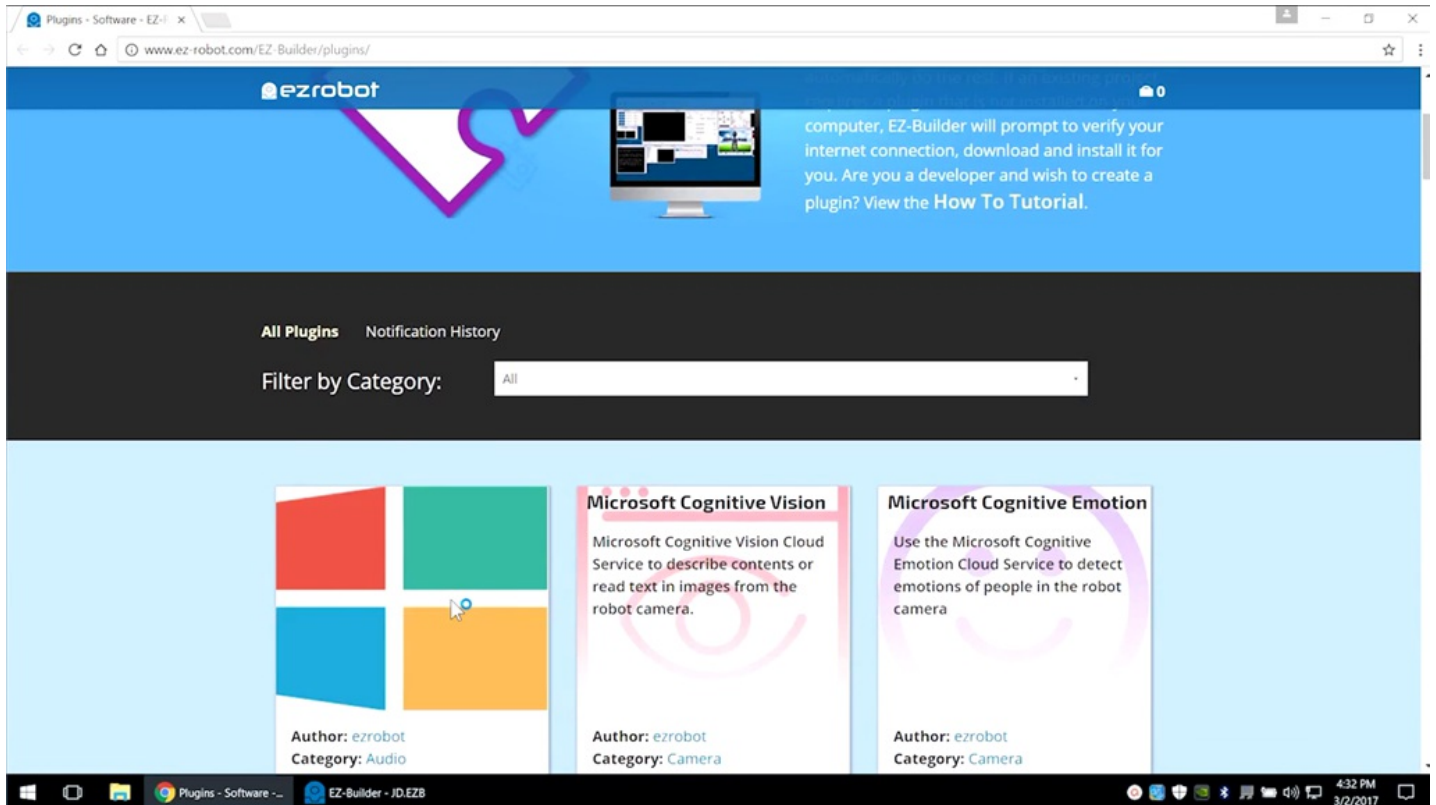 Plugins - Software - EZ-
www.ez-robot.com/EZ-Builder/plugins/
ezrobot
0
computer, EZ-Builder will prompt to verify your
internet connection, download and install it for
you. Are you a developer and wish to create a
plugin? View the How To Tutorial.
All Plugins Notification History
Filter by Category: All
Microsoft Cognitive Vision
Microsoft Cognitive Vision Cloud
Service to describe contents or
read text in images from the
robot camera.
Microsoft Cognitive Emotion
Use the Microsoft Cognitive
Emotion Cloud Service to detect
emotions of people in the robot
camera
Author: ezrobot
Category: Audio
Author: ezrobot
Category: Camera
Author: ezrobot
Category: Camera
Plugins - Software -...
EZ-Builder - JD.EZB
4:32 PM
3/2/2017